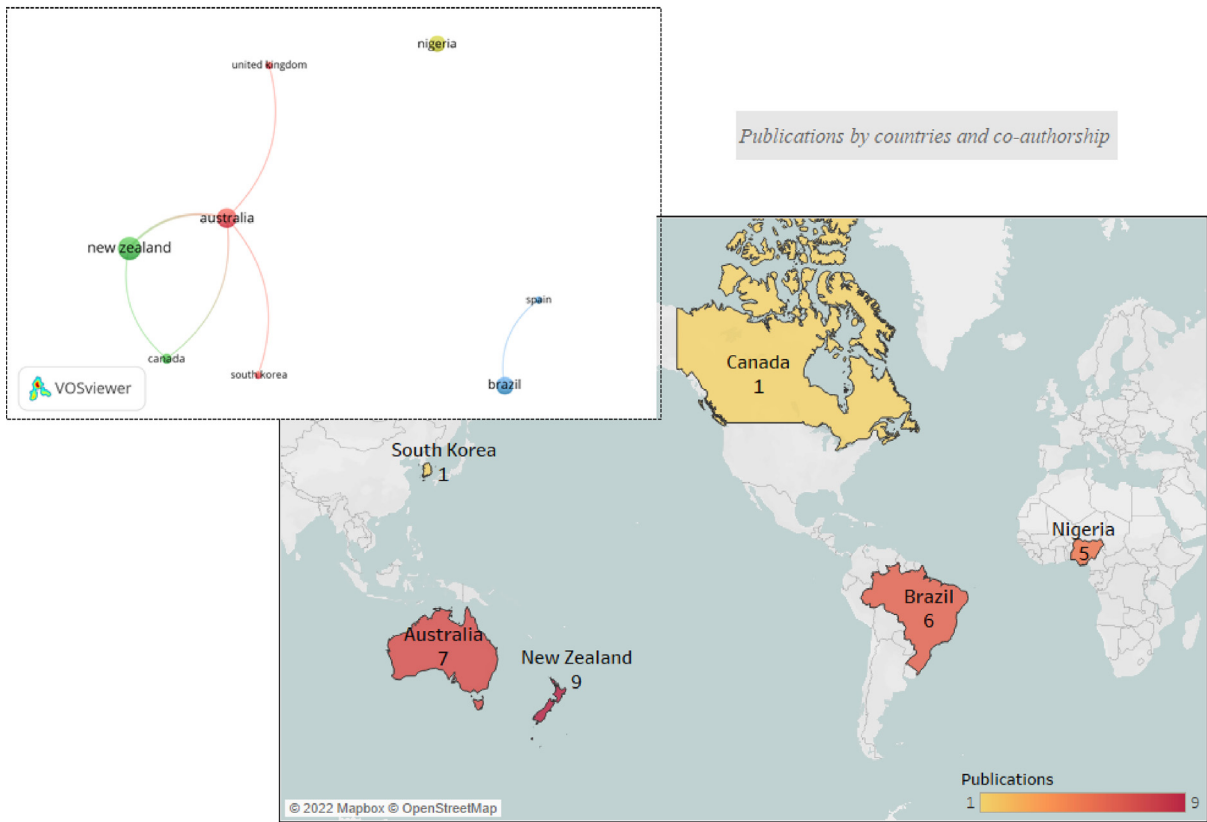 nigeria
united kingdom
australia
new zealand
canada
south korea
spain
brazil
VOSviewer
Publications by countries and co-authorship
Canada
1
South Korea
1
Nigeria
5
Brazil
6
Australia
7
New Zealand
9
Publications
1 9
© 2022 Mapbox © OpenStreetMap